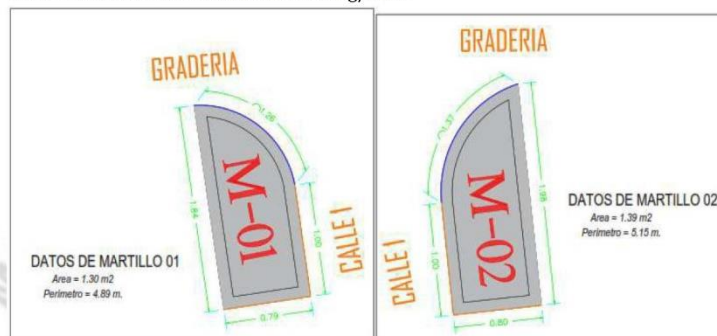 GRADERIA
1.26
1.84
M-01
1.00
CALLE I
0.79
DATOS DE MARTILLO 01
Area = 1.30 m2
Perimetro = 4.89 m.
GRADERIA
1.37
1.98
M-02
1.00
CALLE I
0.80
DATOS DE MARTILLO 02
Area = 1.39 m2
Perimetro = 5.15 m.